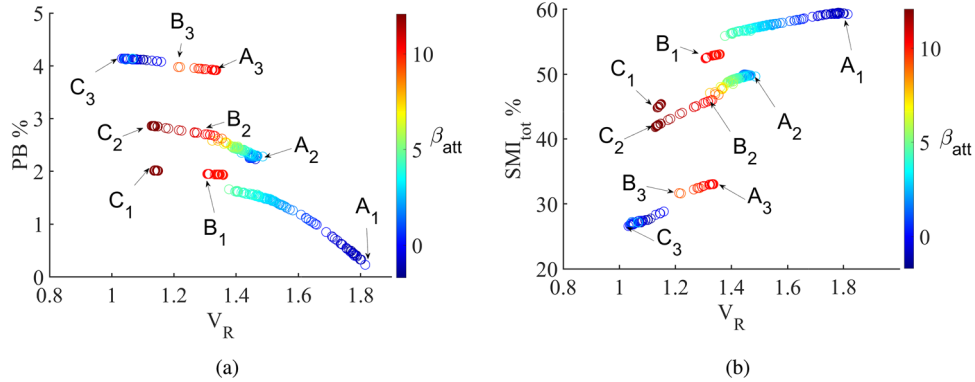 PB %
5
4
3
2
1
0
0.8
1
1.2
1.4
1.6
1.8
V_R
B_3
A_3
C_3
B_2
C_2
A_2
C_1
B_1
A_1
10
5
0
β_att
(a)
SMI_tot %
60
50
40
30
20
0.8
1
1.2
1.4
1.6
1.8
V_R
B_1
A_1
C_1
C_2
A_2
B_2
B_3
A_3
C_3
10
5
0
β_att
(b)